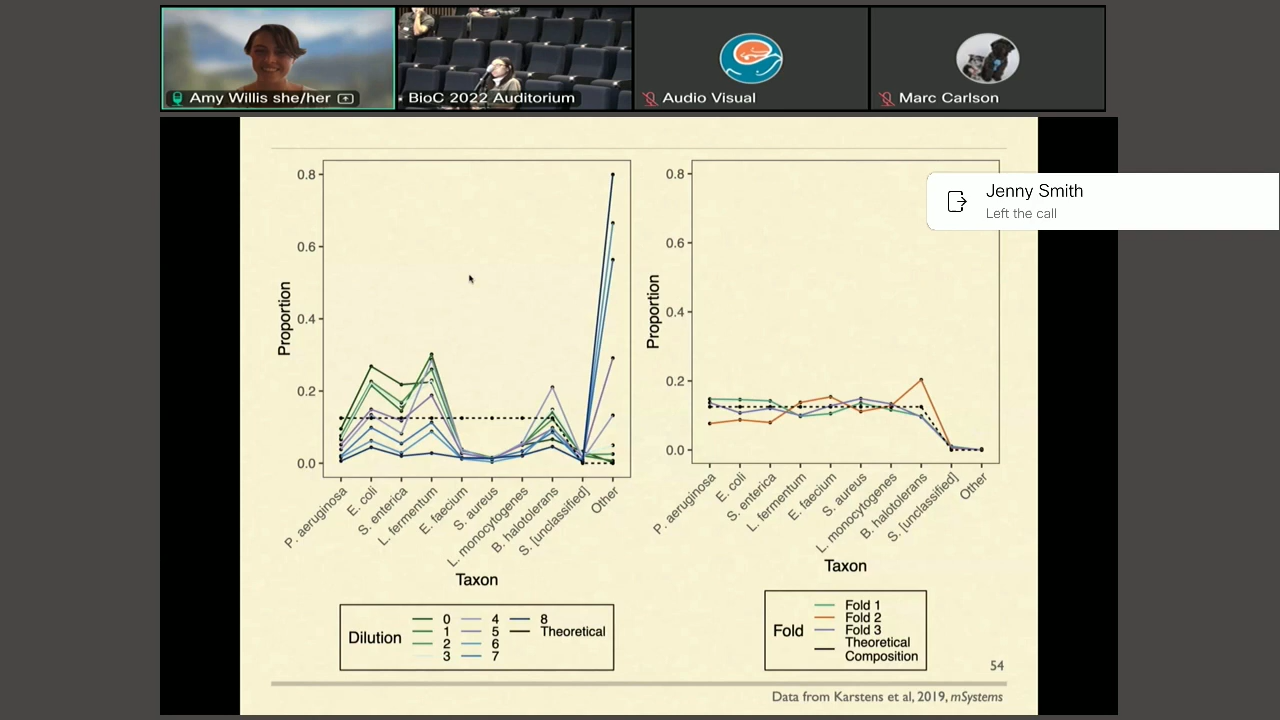 Amy Willis she/her
BioC 2022 Auditorium
Audio Visual
Marc Carlson
Jenny Smith
Left the call
0.8
0.6
0.4
0.2
0.0
Proportion
P. aeruginosa
E. coli
S. enterica
L. fermentum
E. faecium
S. aureus
L. monocytogenes
B. halotolerans
S. [unclassified]
Other
Taxon
Dilution
0
1
2
3
4
5
6
7
8
Theoretical
0.8
0.6
0.4
0.2
0.0
Proportion
P. aeruginosa
E. coli
S. enterica
L. fermentum
E. faecium
S. aureus
L. monocytogenes
B. halotolerans
S. [unclassified]
Other
Taxon
Fold
Fold 1
Fold 2
Fold 3
Theoretical
Composition
54
Data from Karstens et al, 2019, mSystems